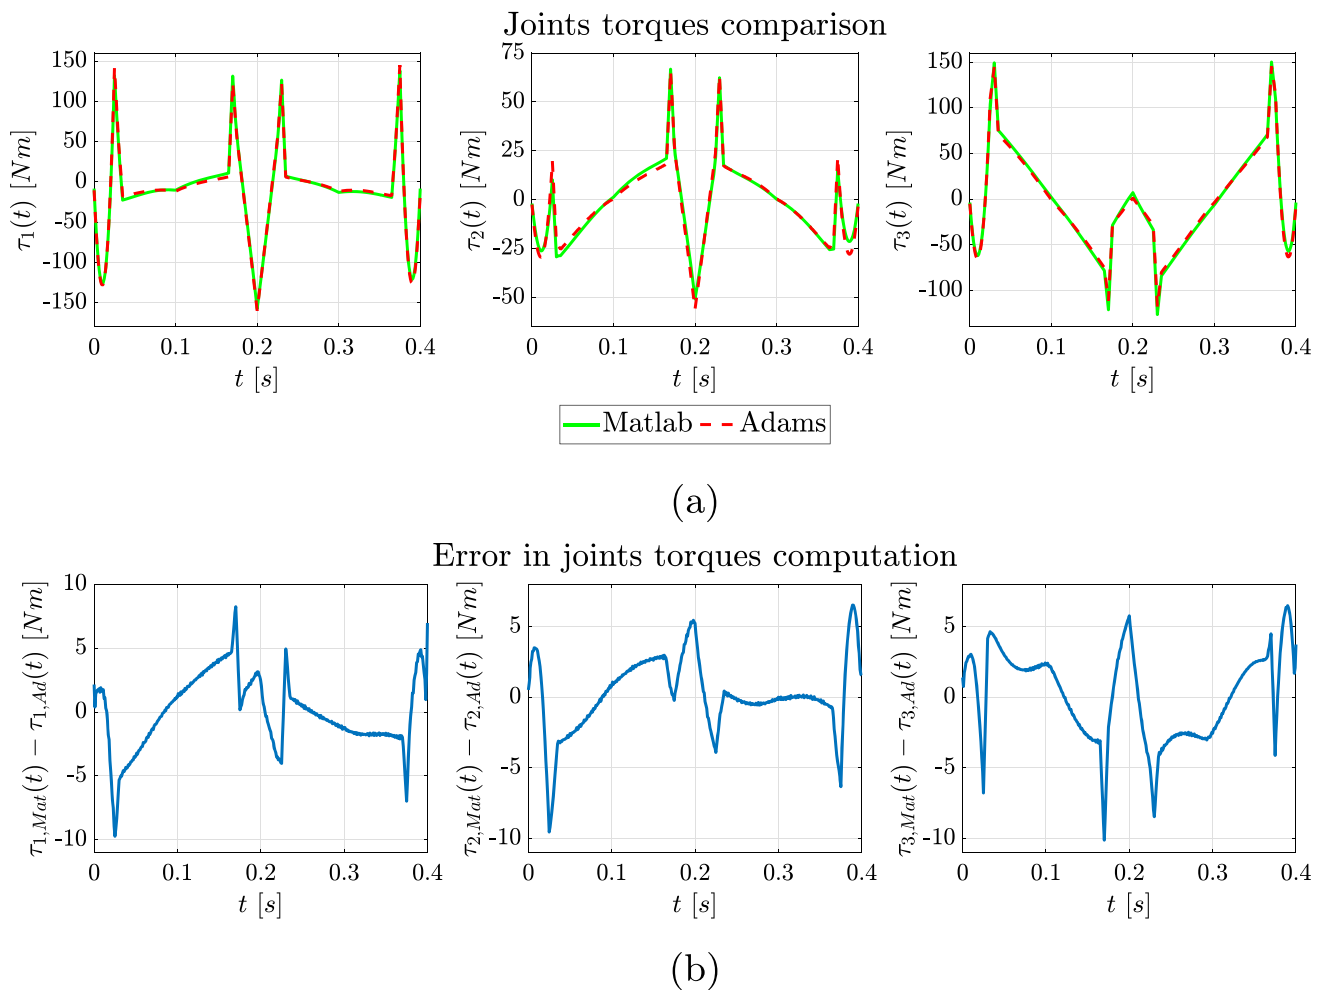 Joints torques comparison
τ₁(t) [Nm]
150
100
50
0
-50
-100
-150
0 0.1 0.2 0.3 0.4
t [s]
τ₂(t) [Nm]
75
50
25
0
-25
-50
0 0.1 0.2 0.3 0.4
t [s]
τ₃(t) [Nm]
150
100
50
0
-50
-100
0 0.1 0.2 0.3 0.4
t [s]
Matlab Adams
(a)
Error in joints torques computation
τ₁,Mat(t) − τ₁,Ad(t) [Nm]
10
5
0
-5
-10
0 0.1 0.2 0.3 0.4
t [s]
τ₂,Mat(t) − τ₂,Ad(t) [Nm]
5
0
-5
-10
0 0.1 0.2 0.3 0.4
t [s]
τ₃,Mat(t) − τ₃,Ad(t) [Nm]
5
0
-5
-10
0 0.1 0.2 0.3 0.4
t [s]
(b)